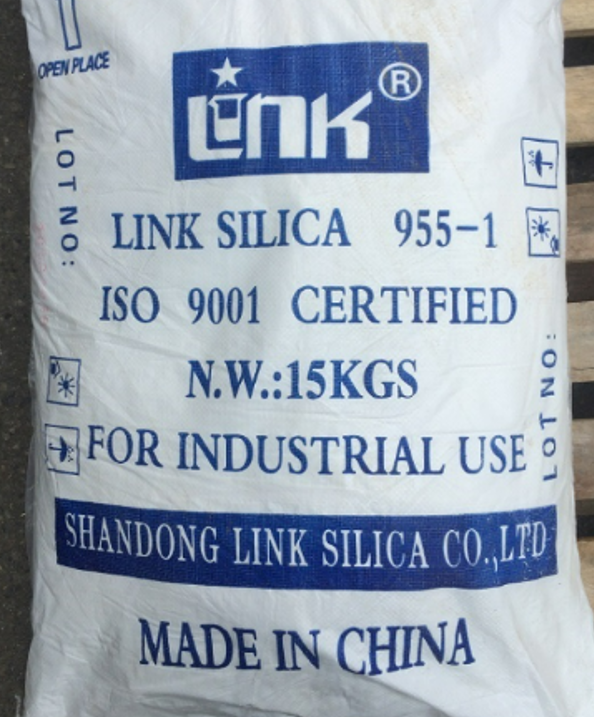 OPEN PLACE
LINK®
LOT NO:
LINK SILICA 955-1
ISO 9001 CERTIFIED
N.W.:15KGS
FOR INDUSTRIAL USE
LOT NO:
SHANDONG LINK SILICA CO.,LTD
MADE IN CHINA